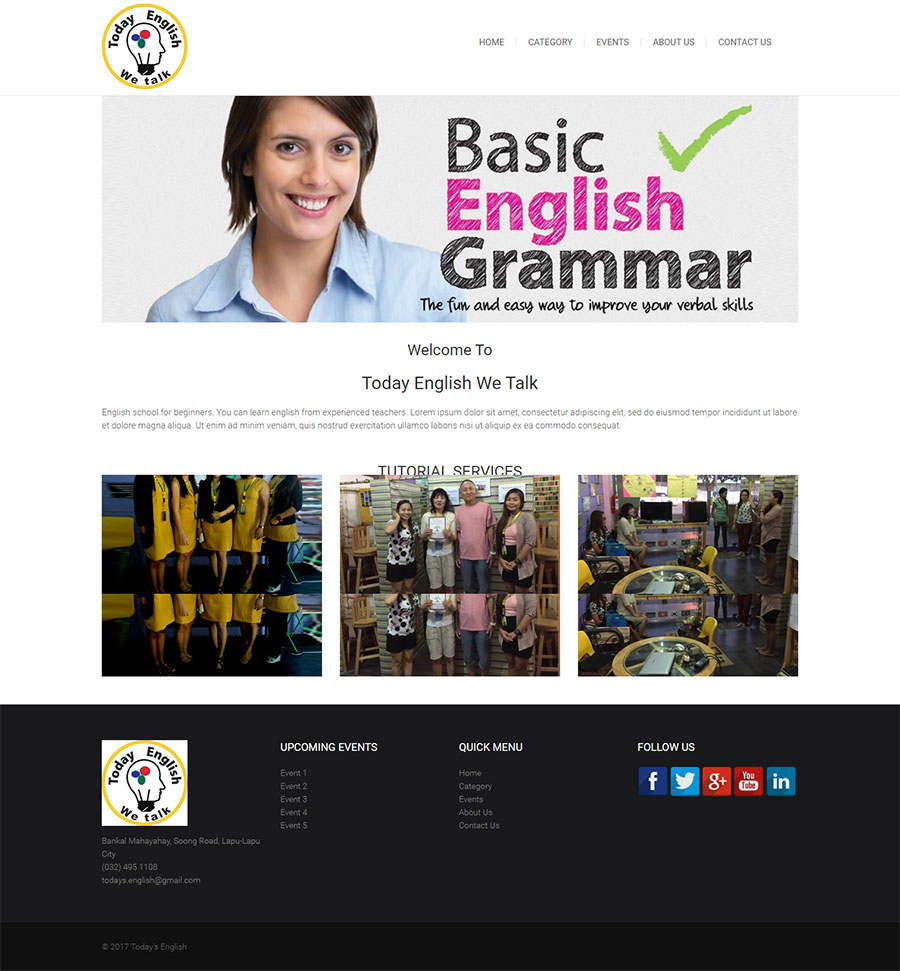 Today English
We talk
HOME
CATEGORY
EVENTS
ABOUT US
CONTACT US
Basic
English
Grammar
The fun and easy way to improve your verbal skills
Welcome To
Today English We Talk
English school for beginners. You can learn english from experienced teachers. Lorem ipsum dolor sit amet, consectetur adipiscing elit, sed do eiusmod tempor incididunt ut labore
et dolore magna aliqua. Ut enim ad minim veniam, quis nostrud exercitation ullamco laboris nisi ut aliquip ex ea commodo consequat.
TUTORIAL SERVICES
Today English
We talk
Bankal Mahayahay, Soong Road, Lapu-Lapu
City
(032) 495 1108
todays.english@gmail.com
UPCOMING EVENTS
Event 1
Event 2
Event 3
Event 4
Event 5
QUICK MENU
Home
Category
Events
About Us
Contact Us
FOLLOW US
f
g+
You
Tube
in
© 2017 Today's English